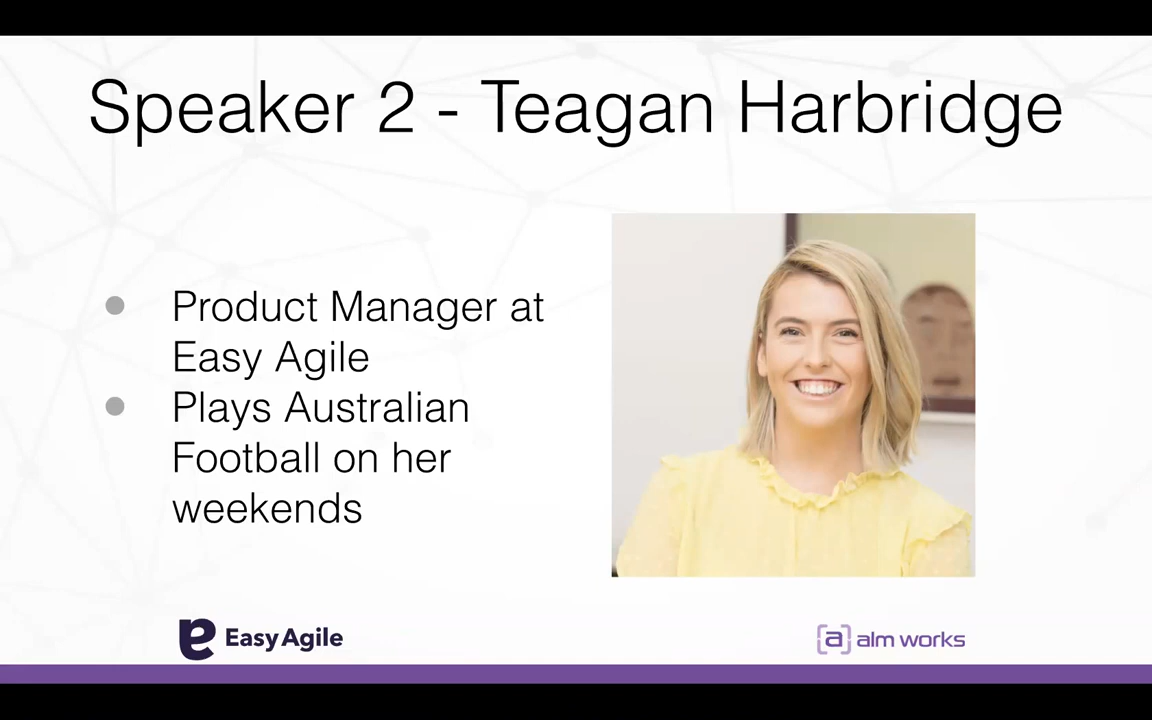 Speaker 2 - Teagan Harbridge
Product Manager at
Easy Agile
Plays Australian
Football on her
weekends
e Easy Agile
[a] alm works